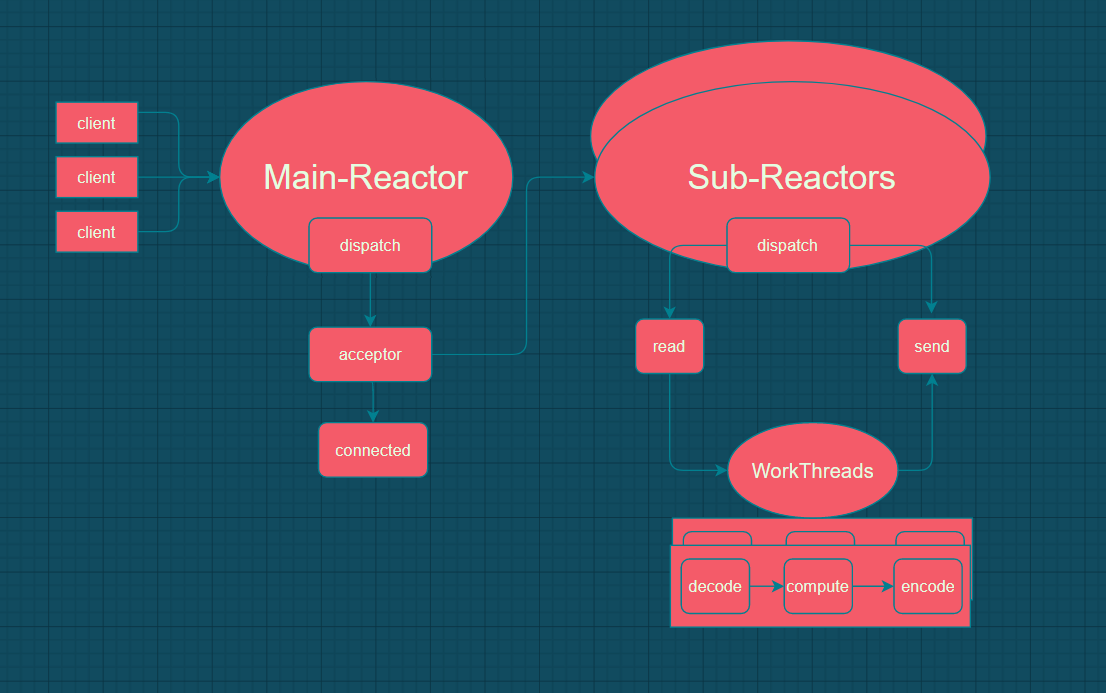 client
client
client
Main-Reactor
dispatch
acceptor
connected
Sub-Reactors
dispatch
read
send
WorkThreads
decode
compute
encode